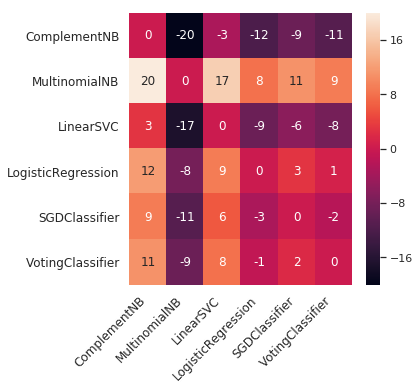 ComplementNB 0 -20 -3 -12 -9 -11
MultinomialNB 20 0 17 8 11 9
LinearSVC 3 -17 0 -9 -6 -8
LogisticRegression 12 -8 9 0 3 1
SGDClassifier 9 -11 6 -3 0 -2
VotingClassifier 11 -9 8 -1 2 0
ComplementNB
MultinomialNB
LinearSVC
LogisticRegression
SGDClassifier
VotingClassifier
16
8
0
-8
-16